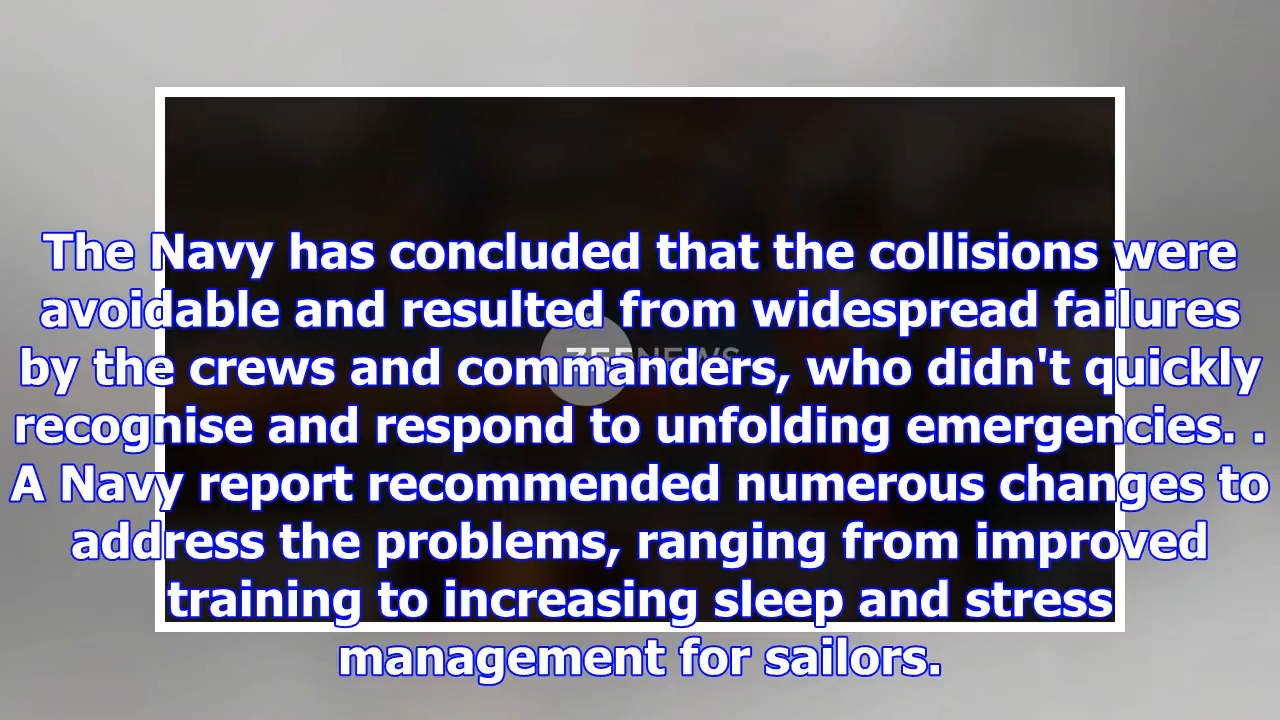 The Navy has concluded that the collisions were
avoidable and resulted from widespread failures
by the crews and commanders, who didn't quickly
recognise and respond to unfolding emergencies. .
A Navy report recommended numerous changes to
address the problems, ranging from improved
training to increasing sleep and stress
management for sailors.
ZEENEWS